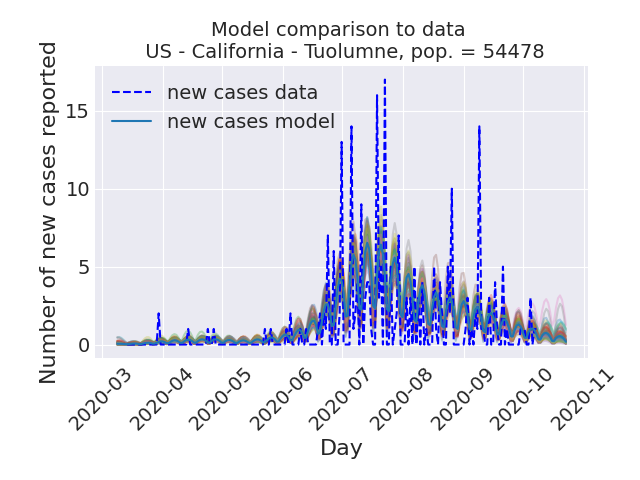 Model comparison to data
US - California - Tuolumne, pop. = 54478
Number of new cases reported
new cases data
new cases model
15
10
5
0
2020-03
2020-04
2020-05
2020-06
2020-07
2020-08
2020-09
2020-10
2020-11
Day